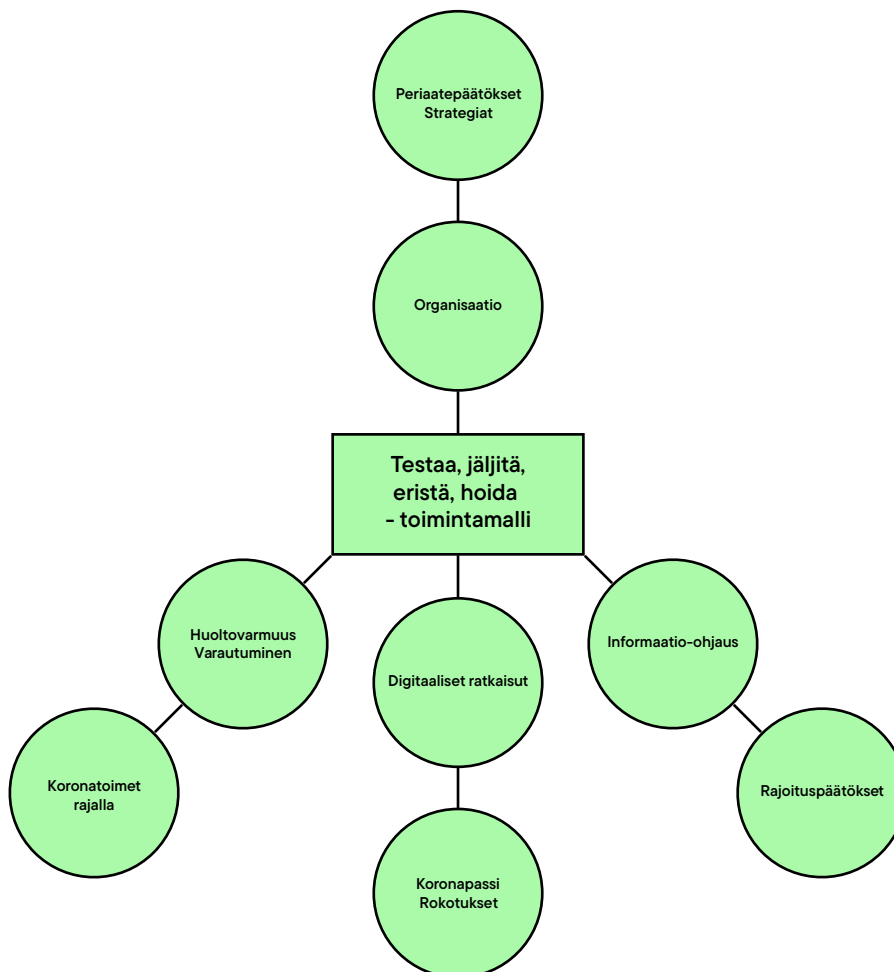 Periaatepäätökset
Strategiat
Organisaatio
Testaa, jäljitä,
eristä, hoida
- toimintamalli
Huoltovarmuus
Varautuminen
Digitaaliset ratkaisut
Informaatio-ohjaus
Koronatoimet
rajalla
Rajoituspäätökset
Koronapassi
Rokotukset